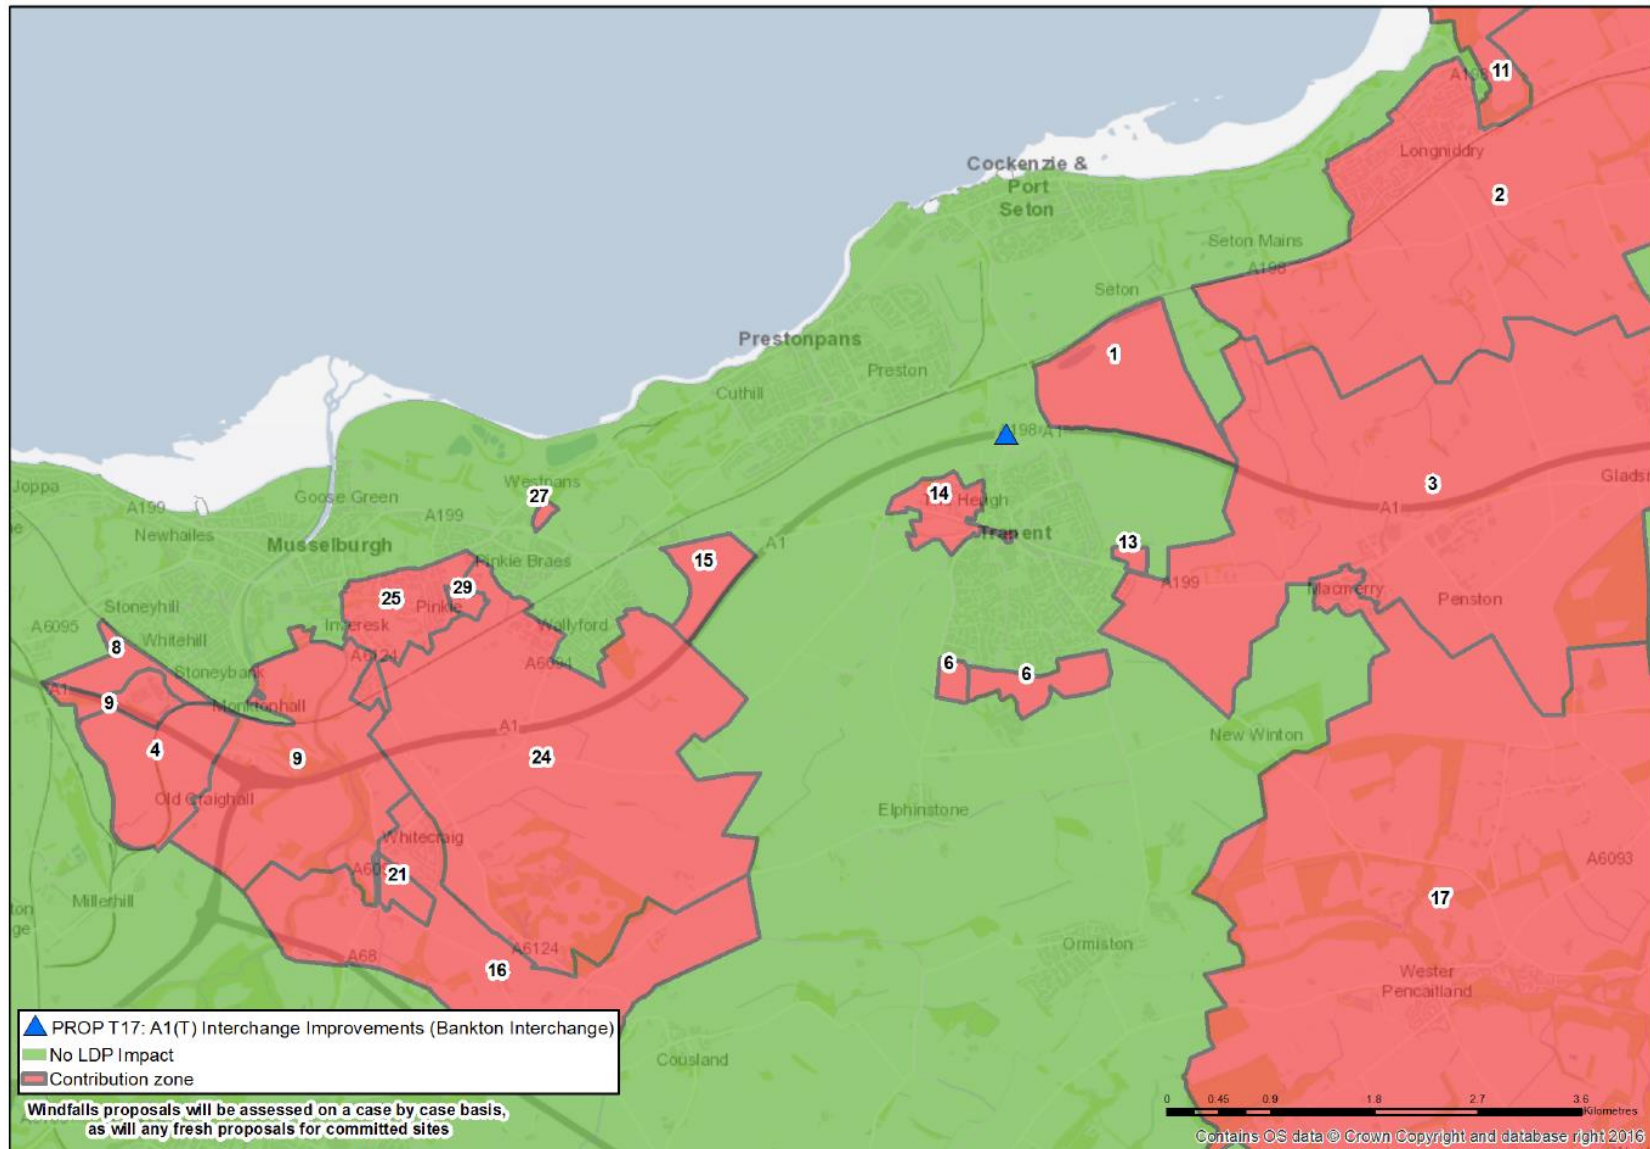 11
A198
Longniddry
Cockenzie &
Port
Seton
2
Seton Mains
A198
Seton
Prestonpans
1
Preston
Cuthill
A198
A1
Joppa
Goose Green
Westpans
27
14
Heugh
3
A1
A199
Newhailes
A199
Musselburgh
Pinkie Braes
A1
15
Tranent
13
25
29
Pinkie
Stoneyhill
A199
Macmerry
Penston
A6095
Whitehill
Inveresk
Wallyford
8
A6124
A6094
Stoneybank
6
6
A1
9
Monktonhall
A1
4
9
24
New Winton
Old Craighall
Elphinstone
Whitecraig
A6093
21
17
Millerhill
Ormiston
A6124
A68
16
Wester
Pencaitland
Cousland
PROP T17: A1(T) Interchange Improvements (Bankton Interchange)
No LDP Impact
Contribution zone
Windfalls proposals will be assessed on a case by case basis,
as will any fresh proposals for committed sites
0 0.45 0.9 1.8 2.7 3.6
Kilometres
Contains OS data © Crown Copyright and database right 2016